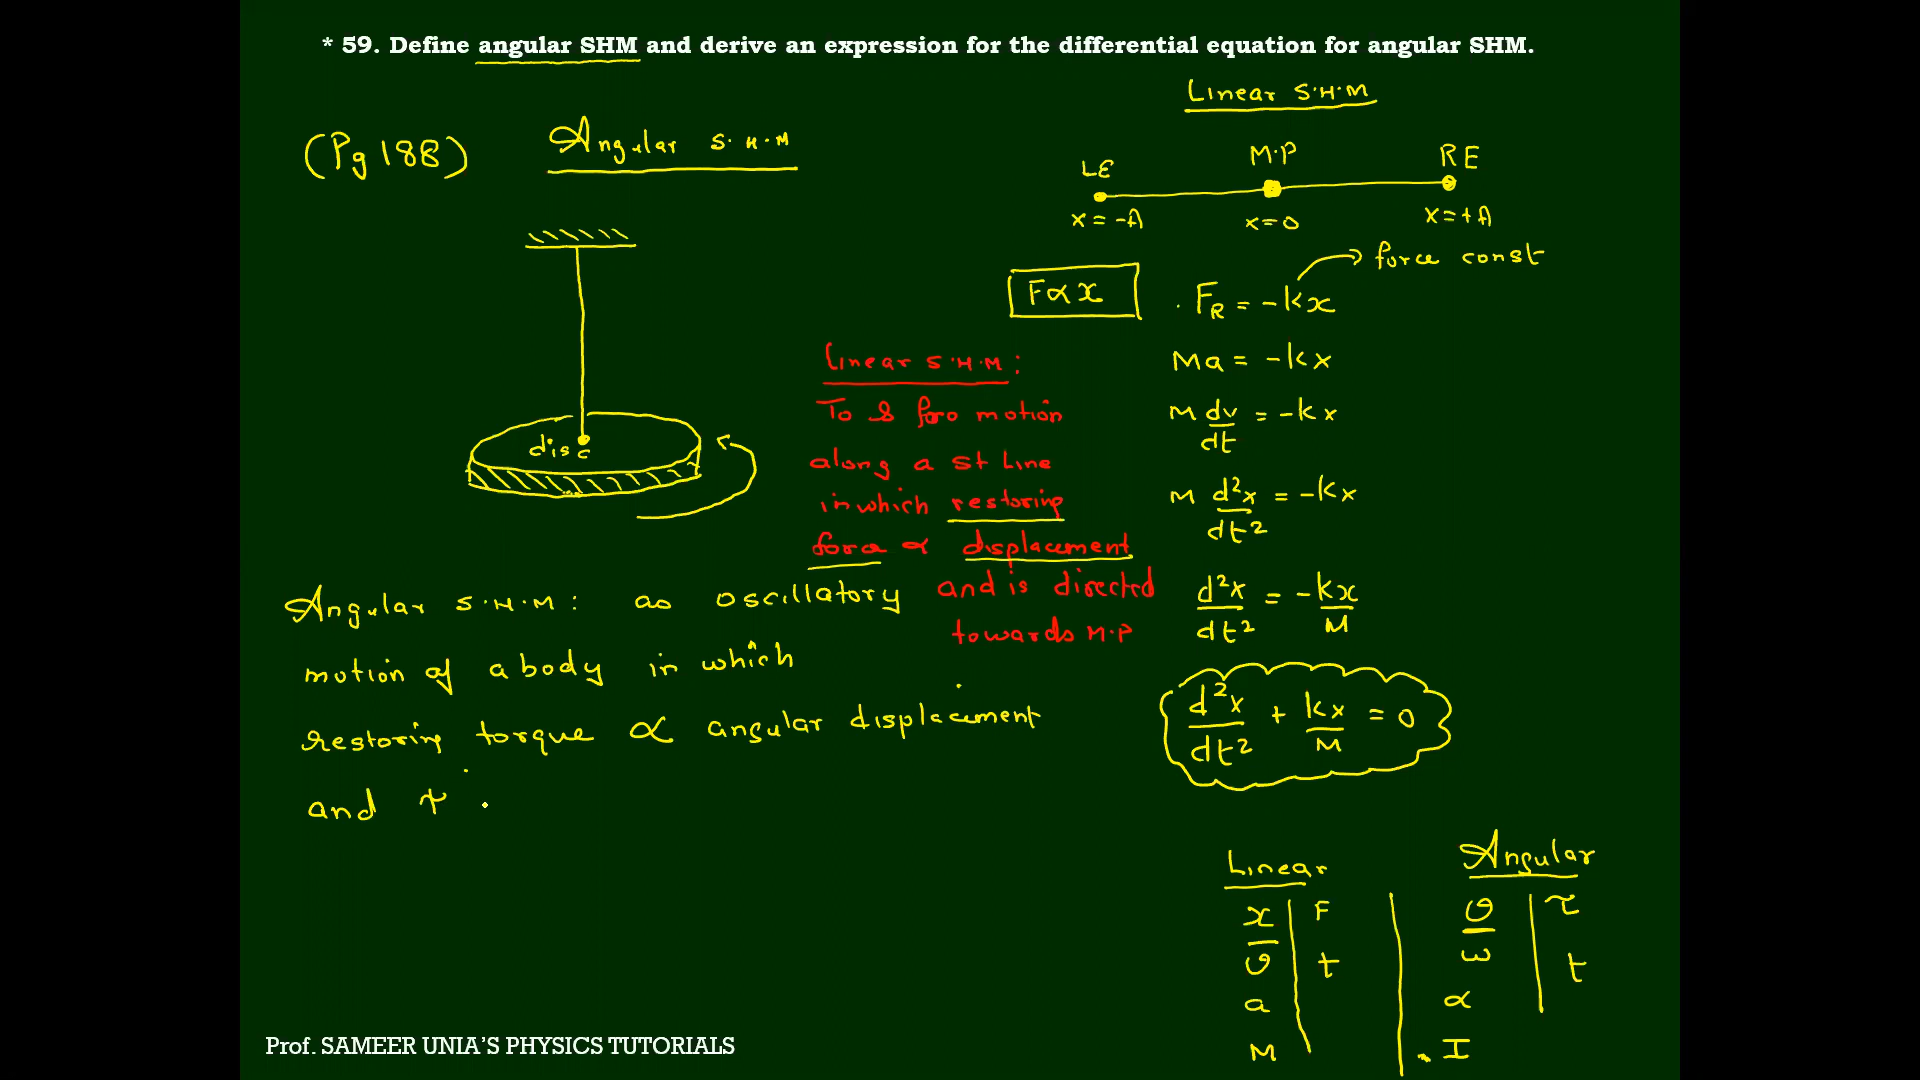 * 59. Define angular SHM and derive an expression for the differential equation for angular SHM.
(Pg 188)
Angular S.H.M
disc
Angular S.H.M: as oscillatory
motion of a body in which
restoring torque ∝ angular displacement
and τ
Linear S.H.M:
To & fro motion
along a st Line
in which restoring
force ∝ displacement
and is directed
towards M.P
Linear S.H.M
LE M.P RE
x=-A x=0 x=+A
force const
F∝x
F_R = -kx
Ma = -kx
M dv/dt = -kx
M d²x/dt² = -kx
d²x/dt² = -kx/M
d²x/dt² + kx/M = 0
Linear Angular
x F θ τ
v t ω t
a α
M I
Prof. SAMEER UNIA'S PHYSICS TUTORIALS